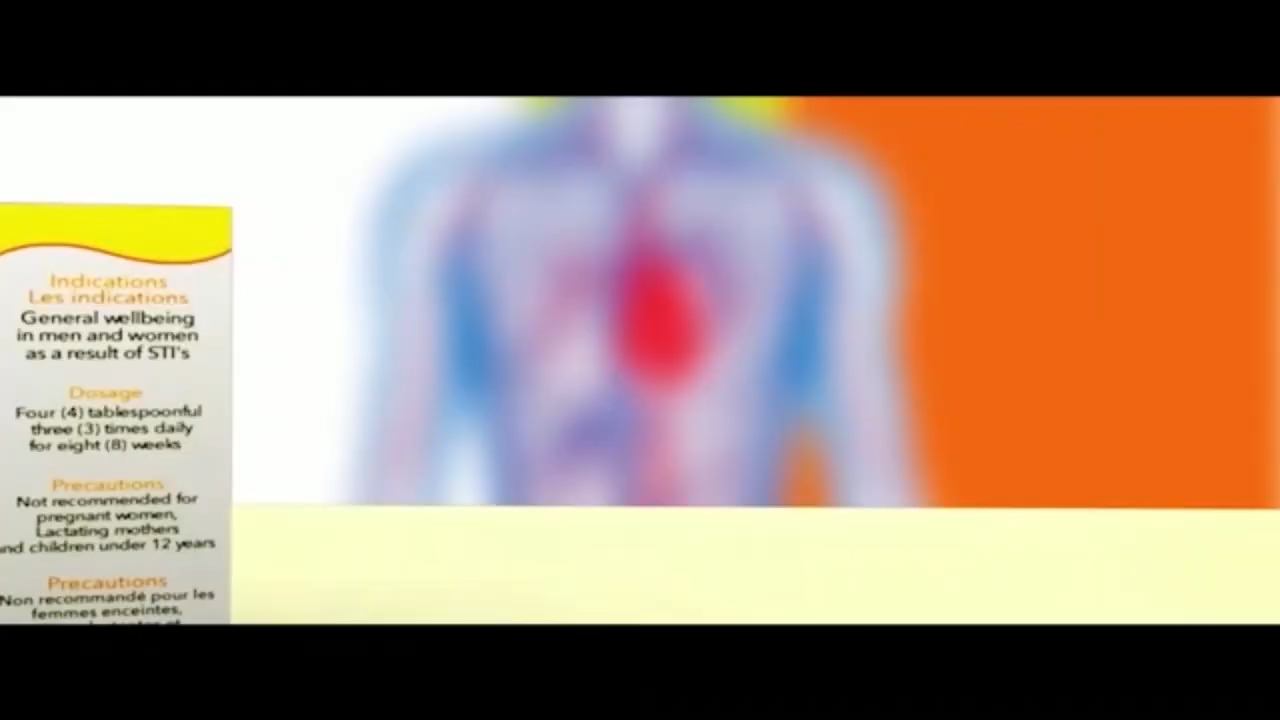 Indications
Les indications
General wellbeing
in men and women
as a result of STI's
Dosage
Four (4) tablespoonful
three (3) times daily
for eight (8) weeks
Precautions
Not recommended for
pregnant women,
Lactating mothers
and children under 12 years
Precautions
Non recommandé pour les
femmes enceintes,